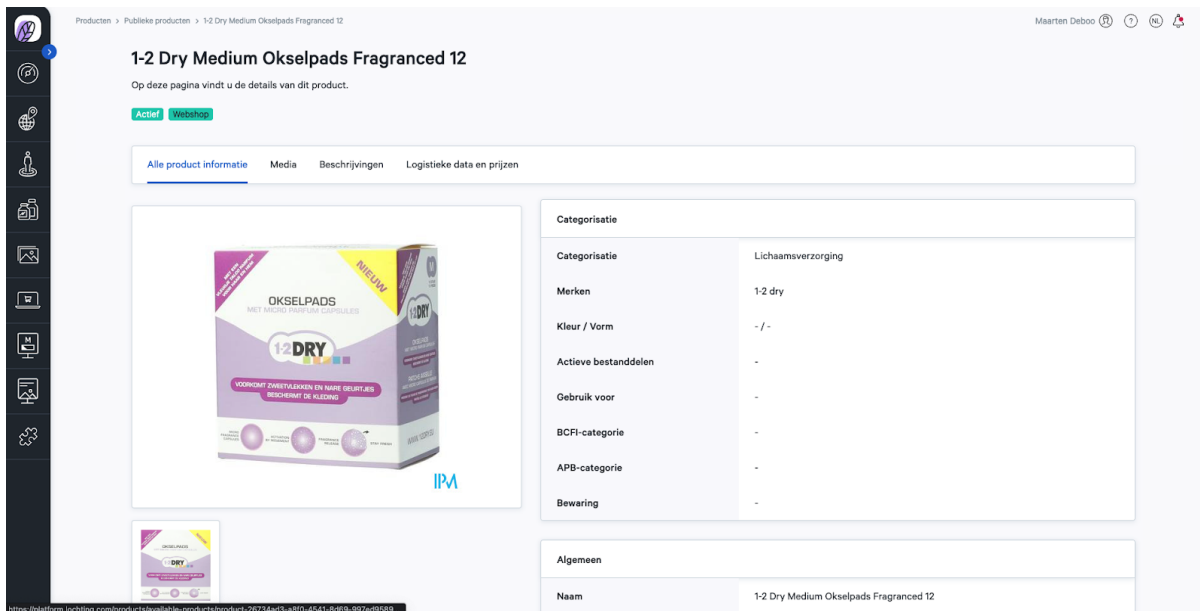 Producten > Publieke producten > 1-2 Dry Medium Okselpads Fragranced 12
Maarten Deboo ? NL
1-2 Dry Medium Okselpads Fragranced 12
Op deze pagina vindt u de details van dit product.
Actief Webshop
Alle product informatie Media Beschrijvingen Logistieke data en prijzen
NIEUW
OKSELPADS
MET MICRO PARFUM CAPSULES
1·2DRY
VOORKOMT ZWEETVLEKKEN EN NARE GEURTJES
BESCHERMT DE KLEDING
WWW.12DRY.EU
IPM
Categorisatie
Categorisatie Lichaamsverzorging
Merken 1-2 dry
Kleur / Vorm - / -
Actieve bestanddelen -
Gebruik voor -
BCFI-categorie -
APB-categorie -
Bewaring -
Algemeen
Naam 1-2 Dry Medium Okselpads Fragranced 12